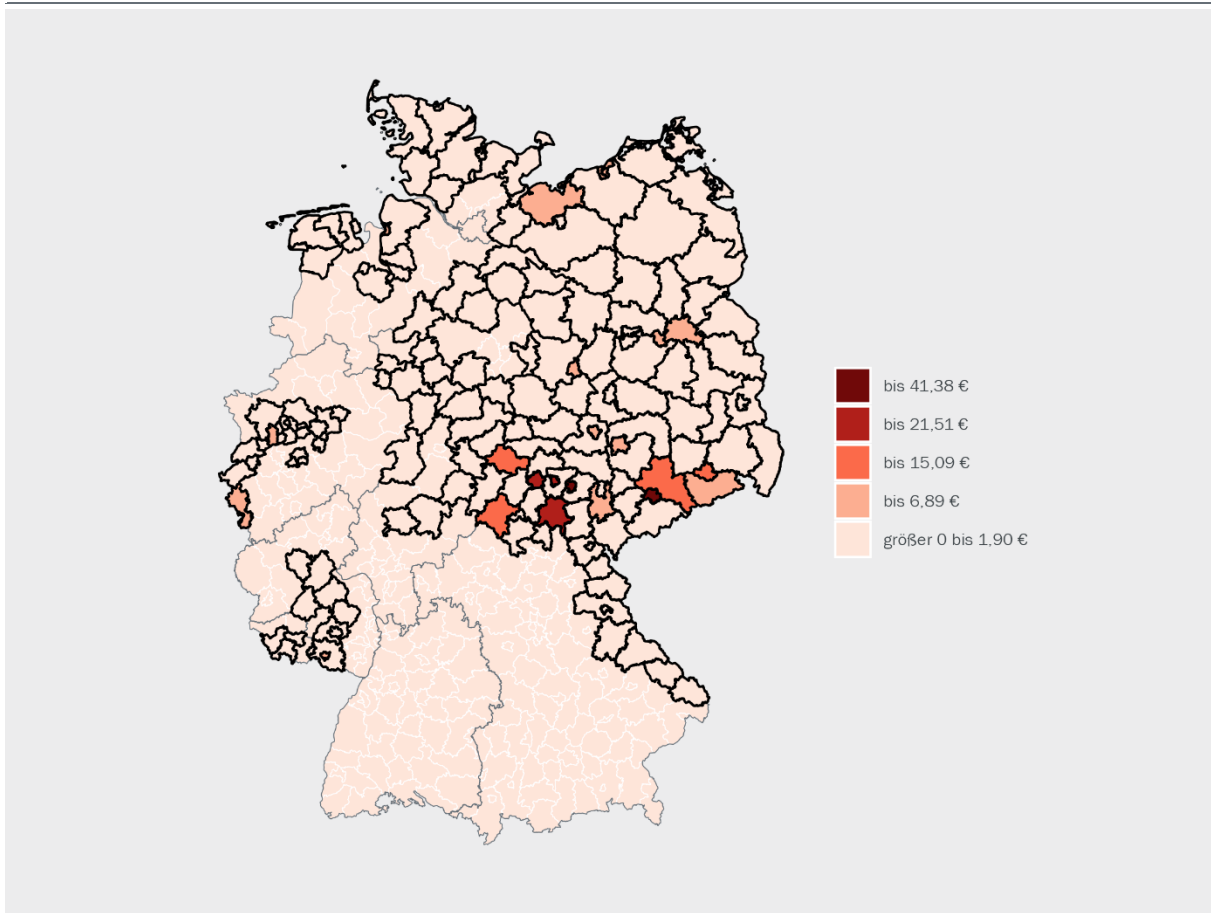 bis 41,38 €
bis 21,51 €
bis 15,09 €
bis 6,89 €
größer 0 bis 1,90 €